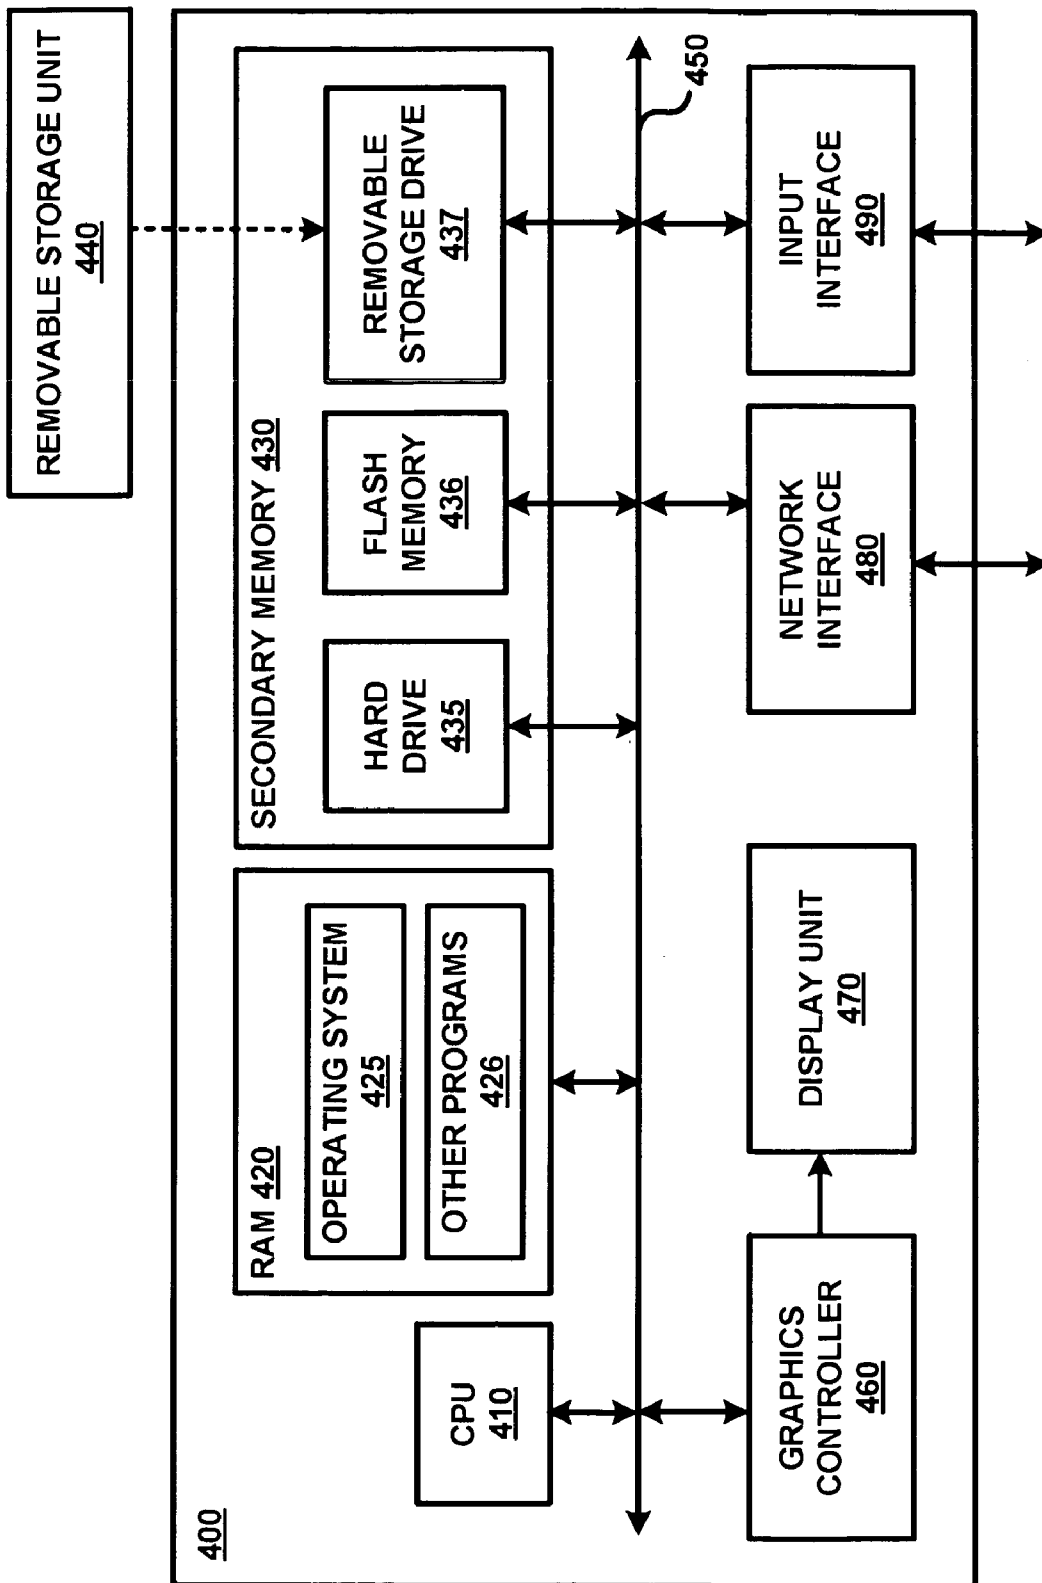 REMOVABLE STORAGE UNIT
440
400
CPU
410
RAM 420
OPERATING SYSTEM
425
OTHER PROGRAMS
426
SECONDARY MEMORY 430
HARD
DRIVE
435
FLASH
MEMORY
436
REMOVABLE
STORAGE DRIVE
437
450
GRAPHICS
CONTROLLER
460
DISPLAY UNIT
470
NETWORK
INTERFACE
480
INPUT
INTERFACE
490